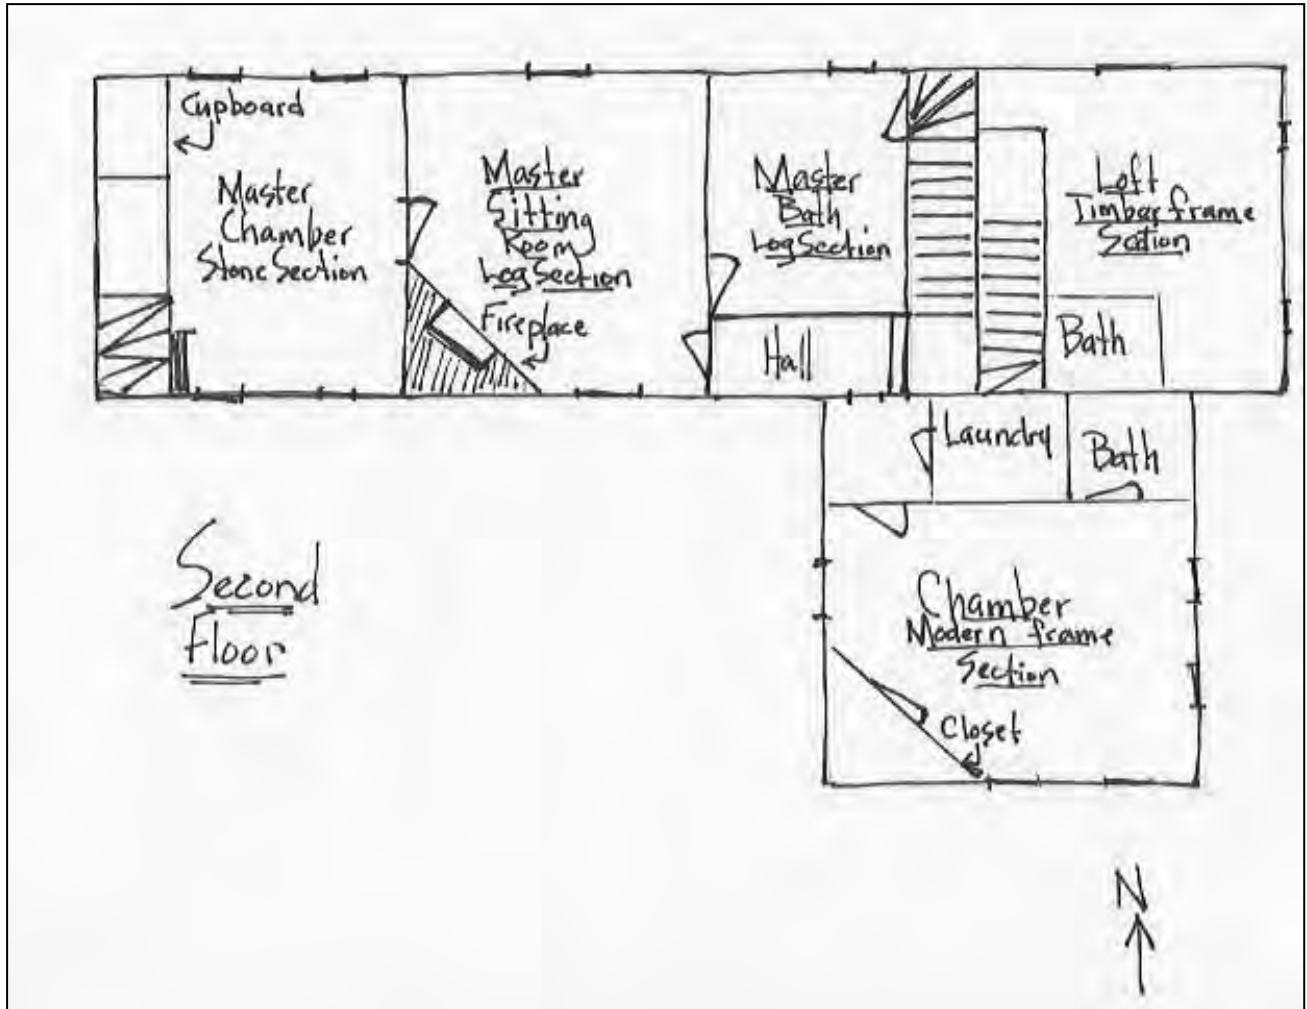 Cupboard
Master
Chamber
Stone Section
Master
Sitting
Room
Log Section
Fireplace
Master
Bath
Log Section
Hall
Loft
Timber frame
Section
Bath
Laundry
Bath
Chamber
Modern frame
Section
Closet
Second
Floor
N